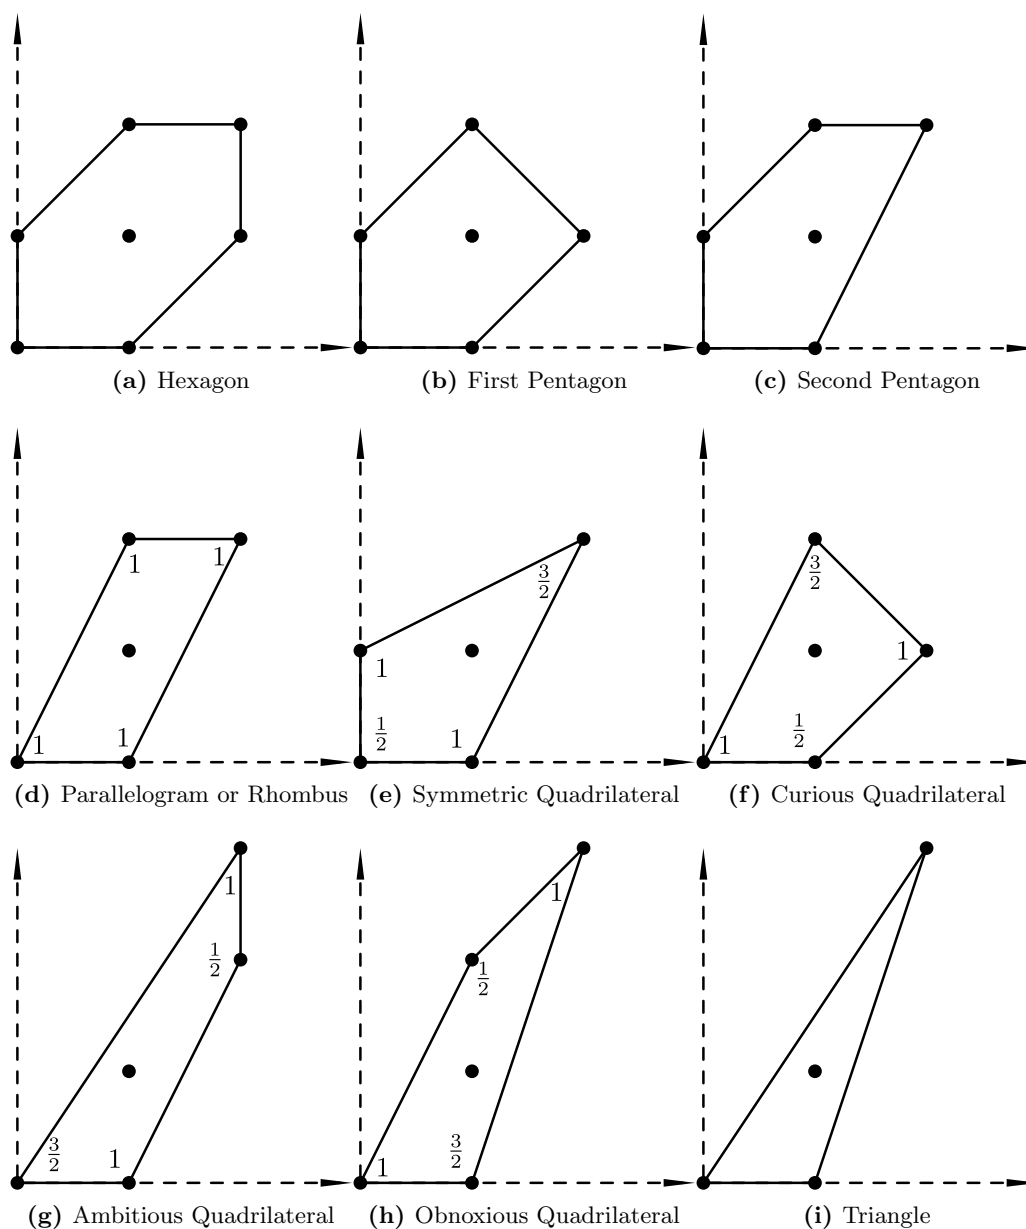 (a) Hexagon (b) First Pentagon (c) Second Pentagon
1 1 3/2 3/2
1 1
1 1 1/2 1 1 1/2
(d) Parallelogram or Rhombus (e) Symmetric Quadrilateral (f) Curious Quadrilateral
1 1
1/2 1/2
3/2 1 1 3/2
(g) Ambitious Quadrilateral (h) Obnoxious Quadrilateral (i) Triangle